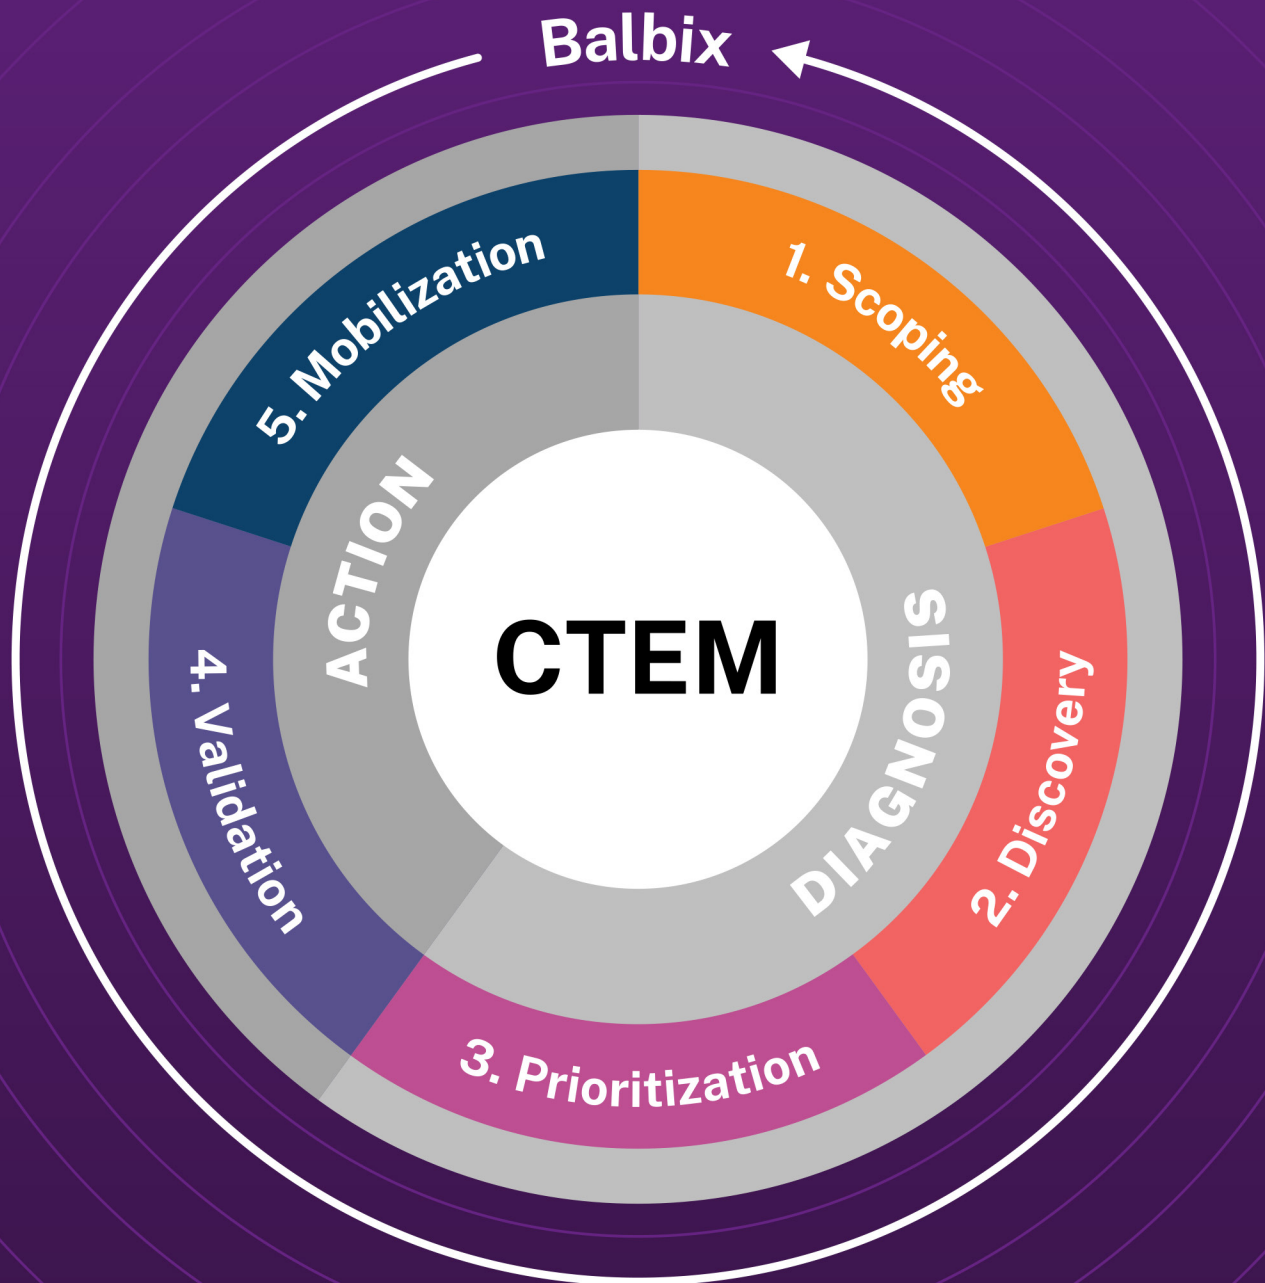 Balbix
1. Scoping
2. Discovery
3. Prioritization
4. Validation
5. Mobilization
DIAGNOSIS
ACTION
CTEM